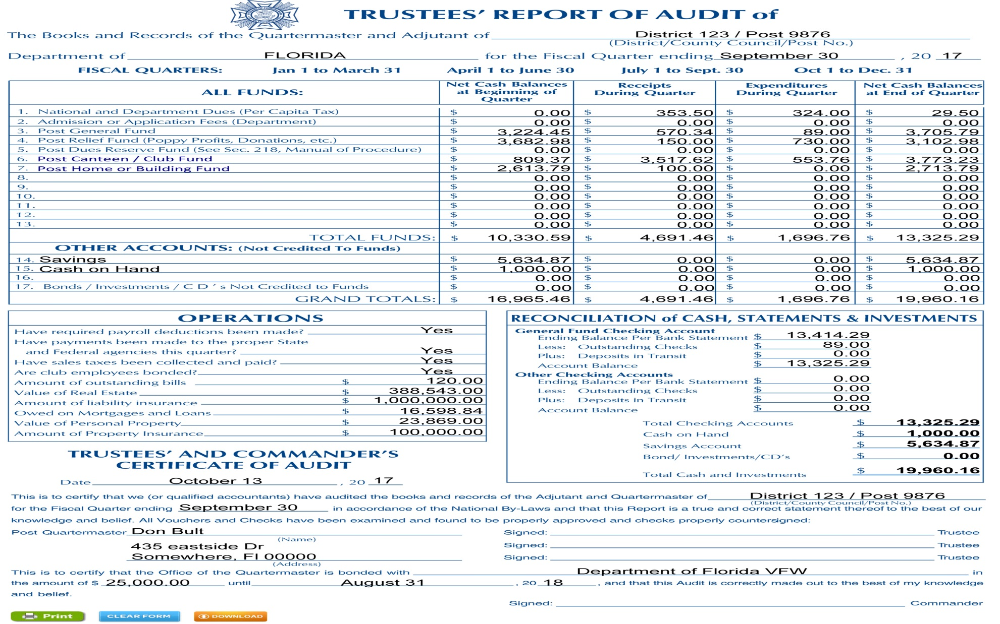 TRUSTEES’ REPORT OF AUDIT of
The Books and Records of the Quartermaster and Adjutant of District 123 / Post 9876
(District/County Council/Post No.)
Department of FLORIDA for the Fiscal Quarter ending September 30 , 20 17
FISCAL QUARTERS: Jan 1 to March 31 April 1 to June 30 July 1 to Sept. 30 Oct 1 to Dec. 31
ALL FUNDS: Net Cash Balances at Beginning of Quarter Receipts During Quarter Expenditures During Quarter Net Cash Balances at End of Quarter
1. National and Department Dues (Per Capita Tax) $ 0.00 $ 353.50 $ 324.00 $ 29.50
2. Admission or Application Fees (Department) $ 0.00 $ 0.00 $ 0.00 $ 0.00
3. Post General Fund $ 3,224.45 $ 570.34 $ 89.00 $ 3,705.79
4. Post Relief Fund (Poppy Profits, Donations, etc.) $ 3,682.98 $ 150.00 $ 730.00 $ 3,102.98
5. Post Dues Reserve Fund (See Sec. 218, Manual of Procedure) $ 0.00 $ 0.00 $ 0.00 $ 0.00
6. Post Canteen / Club Fund $ 809.37 $ 3,517.62 $ 553.76 $ 3,773.23
7. Post Home or Building Fund $ 2,613.79 $ 100.00 $ 0.00 $ 2,713.79
8. $ 0.00 $ 0.00 $ 0.00 $ 0.00
9. $ 0.00 $ 0.00 $ 0.00 $ 0.00
10. $ 0.00 $ 0.00 $ 0.00 $ 0.00
11. $ 0.00 $ 0.00 $ 0.00 $ 0.00
12. $ 0.00 $ 0.00 $ 0.00 $ 0.00
13. $ 0.00 $ 0.00 $ 0.00 $ 0.00
TOTAL FUNDS: $ 10,330.59 $ 4,691.46 $ 1,696.76 $ 13,325.29
OTHER ACCOUNTS: (Not Credited To Funds)
14. Savings $ 5,634.87 $ 0.00 $ 0.00 $ 5,634.87
15. Cash on Hand $ 1,000.00 $ 0.00 $ 0.00 $ 1,000.00
16. $ 0.00 $ 0.00 $ 0.00 $ 0.00
17. Bonds / Investments / C D ’ s Not Credited to Funds $ 0.00 $ 0.00 $ 0.00 $ 0.00
GRAND TOTALS: $ 16,965.46 $ 4,691.46 $ 1,696.76 $ 19,960.16
OPERATIONS
Have required payroll deductions been made? Yes
Have payments been made to the proper State
and Federal agencies this quarter? Yes
Have sales taxes been collected and paid? Yes
Are club employees bonded? Yes
Amount of outstanding bills $ 120.00
Value of Real Estate $ 388,543.00
Amount of liability insurance $ 1,000,000.00
Owed on Mortgages and Loans $ 16,598.84
Value of Personal Property $ 23,869.00
Amount of Property Insurance $ 100,000.00
RECONCILIATION of CASH, STATEMENTS & INVESTMENTS
General Fund Checking Account
Ending Balance Per Bank Statement $ 13,414.29
Less: Outstanding Checks $ 89.00
Plus: Deposits in Transit $ 0.00
Account Balance $ 13,325.29
Other Checking Accounts
Ending Balance Per Bank Statement $ 0.00
Less: Outstanding Checks $ 0.00
Plus: Deposits in Transit $ 0.00
Account Balance $ 0.00
Total Checking Accounts $ 13,325.29
Cash on Hand $ 1,000.00
Savings Account $ 5,634.87
Bond/ Investments/CD’s $ 0.00
Total Cash and Investments $ 19,960.16
TRUSTEES’ AND COMMANDER’S
CERTIFICATE OF AUDIT
Date October 13 , 20 17
This is to certify that we (or qualified accountants) have audited the books and records of the Adjutant and Quartermaster of District 123 / Post 9876
(District/County Council/Post No.)
for the Fiscal Quarter ending September 30 in accordance of the National By-Laws and that this Report is a true and correct statement thereof to the best of our
knowledge and belief. All Vouchers and Checks have been examined and found to be properly approved and checks properly countersigned:
Post Quartermaster Don Bult Signed: Trustee
(Name)
435 eastside Dr Signed: Trustee
Somewhere, Fl 00000 Signed: Trustee
(Address)
This is to certify that the Office of the Quartermaster is bonded with Department of Florida VFW in
the amount of $ 25,000.00 until August 31 , 20 18 , and that this Audit is correctly made out to the best of my knowledge
and belief.
Signed: Commander
Print CLEAR FORM DOWNLOAD